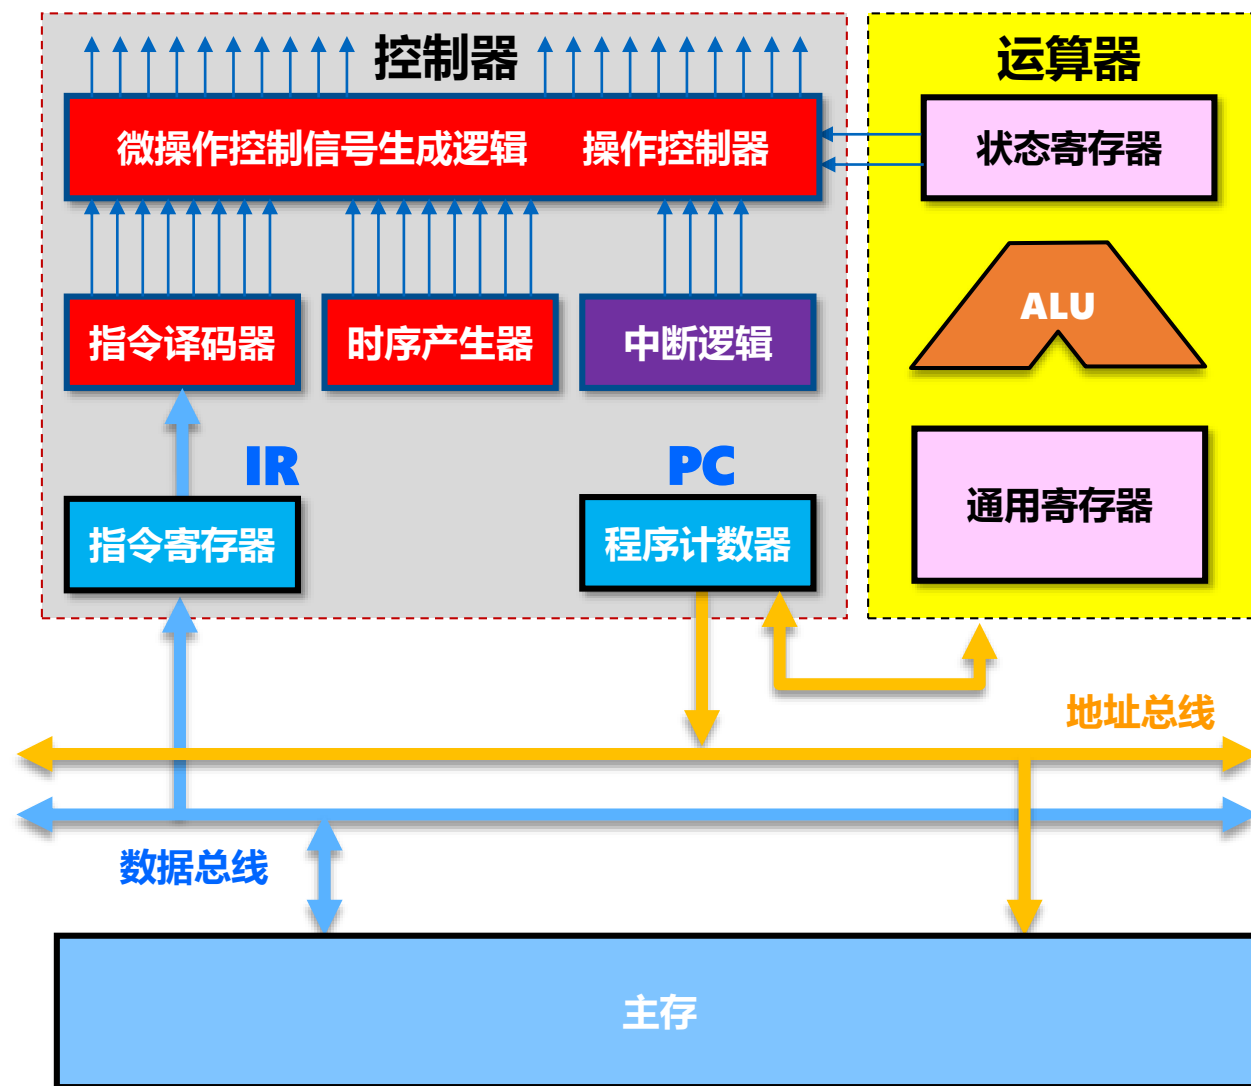 控制器
运算器
微操作控制信号生成逻辑 操作控制器
状态寄存器
ALU
指令译码器
时序产生器
中断逻辑
IR
PC
通用寄存器
指令寄存器
程序计数器
地址总线
数据总线
主存